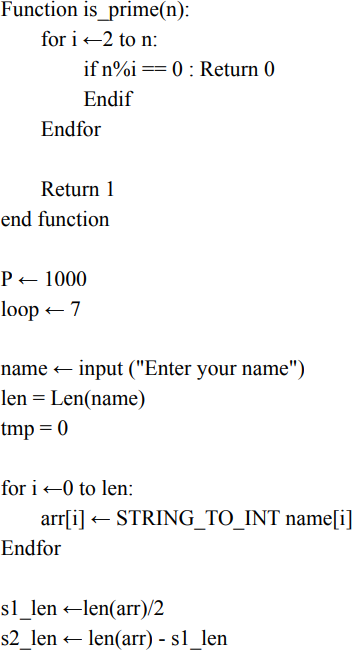 Function is_prime(n):
for i ←2 to n:
if n%i == 0 : Return 0
Endif
Endfor
Return 1
end function
P ← 1000
loop ← 7
name ← input ("Enter your name")
len = Len(name)
tmp = 0
for i ←0 to len:
arr[i] ← STRING_TO_INT name[i]
Endfor
s1_len ←len(arr)/2
s2_len ← len(arr) - s1_len